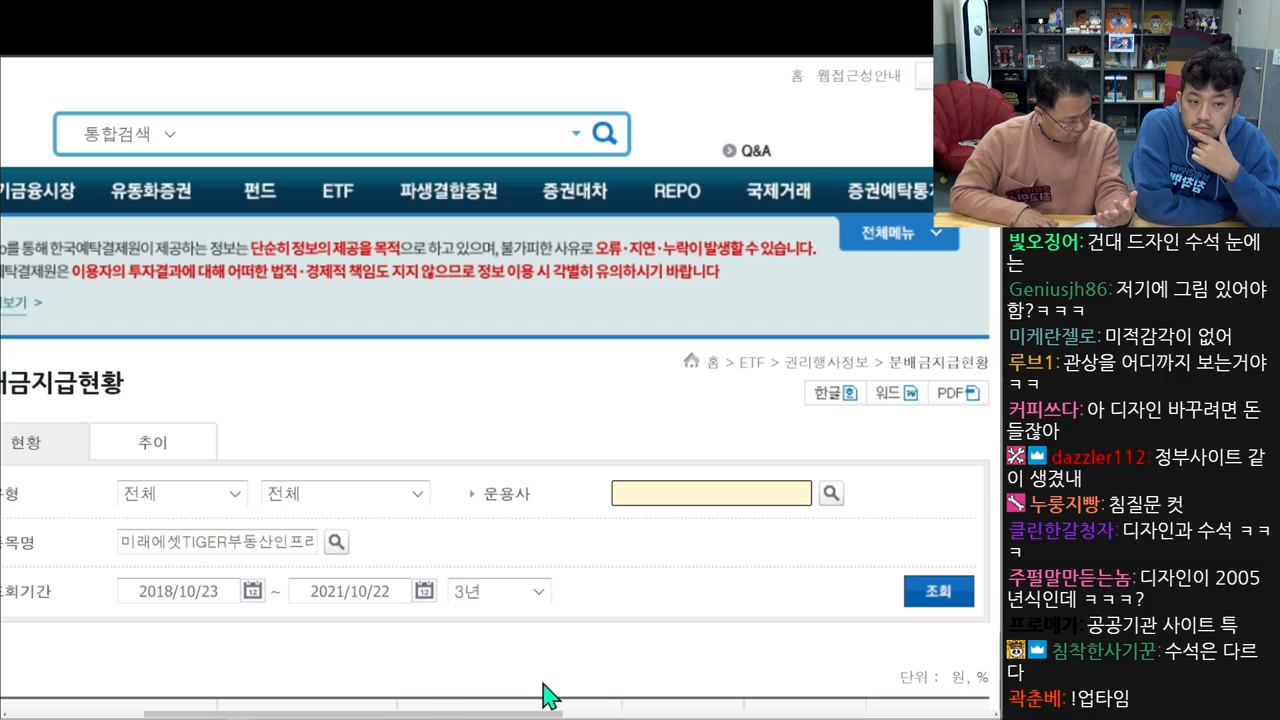 홈 웹접근성안내
통합검색
Q&A
기금융시장 유동화증권 펀드 ETF 파생결합증권 증권대차 REPO 국제거래 증권예탁통
전체메뉴
o를 통해 한국예탁결제원이 제공하는 정보는 단순히 정보의 제공을 목적으로 하고 있으며, 불가피한 사유로 오류·지연·누락이 발생할 수 있습니다.
예탁결제원은 이용자의 투자결과에 대해 어떠한 법적·경제적 책임도 지지 않으므로 정보 이용 시 각별히 유의하시기 바랍니다
보기 >
홈 > ETF > 권리행사정보 > 분배금지급현황
배금지급현황
한글 워드 PDF
현황 추이
유형 전체 전체 운용사
종목명 미래에셋TIGER부동산인프라
조회기간 2018/10/23 ~ 2021/10/22 3년 조회
단위 : 원, %
빛오징어: 건대 드자인 수석 눈에
는
Geniusjh86: 저기에 그림 있어야
함?ㅋㅋㅋ
미케란젤로: 미적감각이 없어
루브1: 관상을 어디까지 보는거야
ㅋㅋ
커피쓰다: 아 디자인 바꾸려면 돈
들잖아
dazzler112: 정부사이트 같
이 생겼내
누룽지빵: 침질문 컷
클린한갈청자: 디자인과 수석 ㅋㅋ
ㅋ
주펄말만듣는놈: 디자인이 2005
년식인데 ㅋㅋㅋ?
프로메가: 공공기관 사이트 특
침착한사기꾼: 수석은 다르
다
곽춘베: !업타임